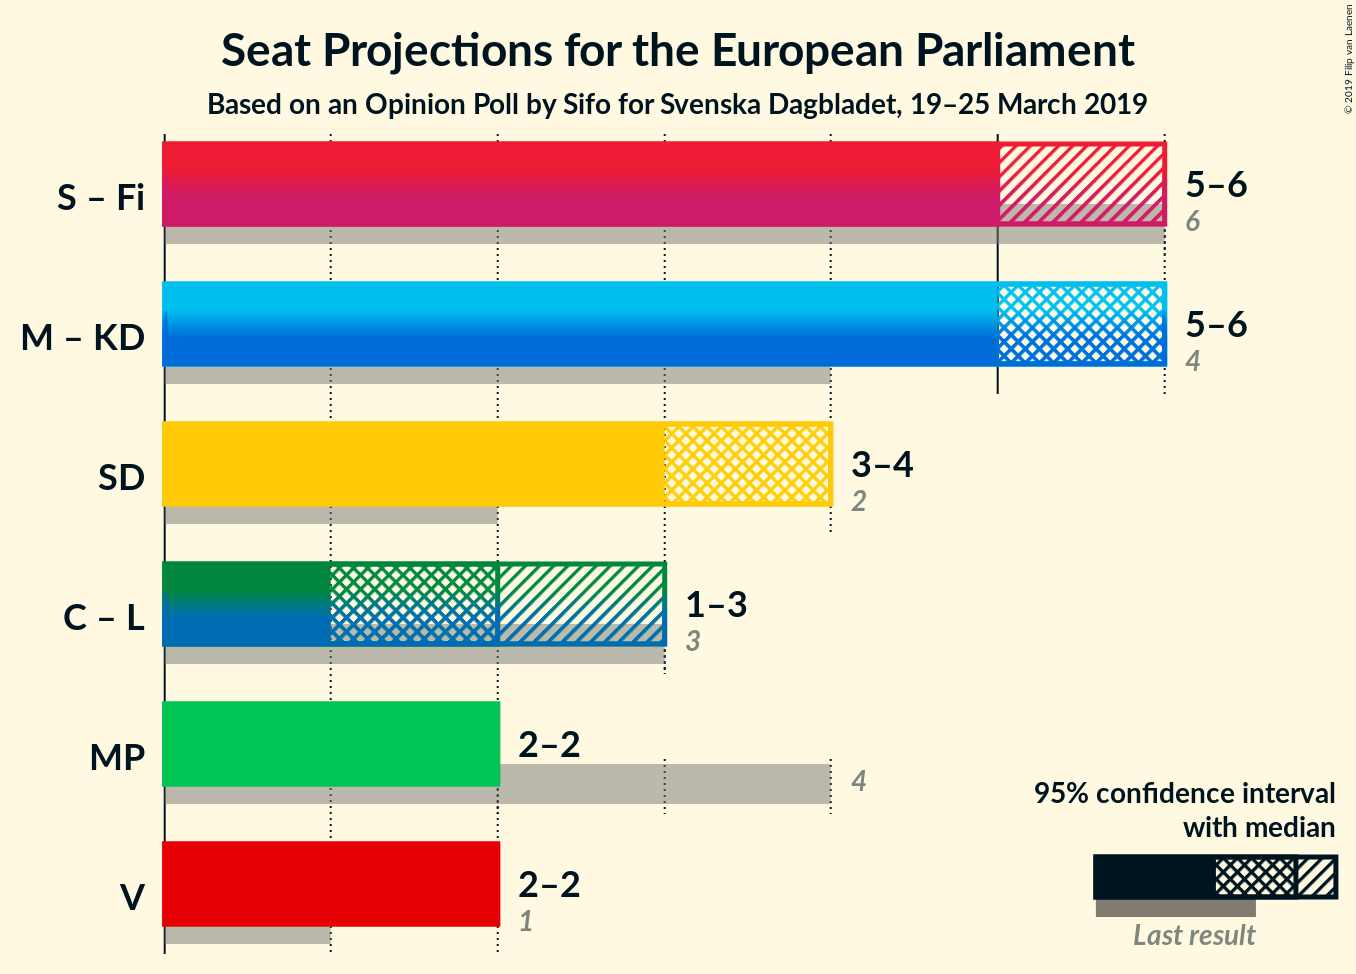 Seat Projections for the European Parliament
Based on an Opinion Poll by Sifo for Svenska Dagbladet, 19–25 March 2019
© 2019 Filip van Laenen
S – Fi
5–6
6
M – KD
5–6
4
SD
3–4
2
C – L
1–3
3
MP
2–2
4
V
2–2
1
95% confidence interval
with median
Last result